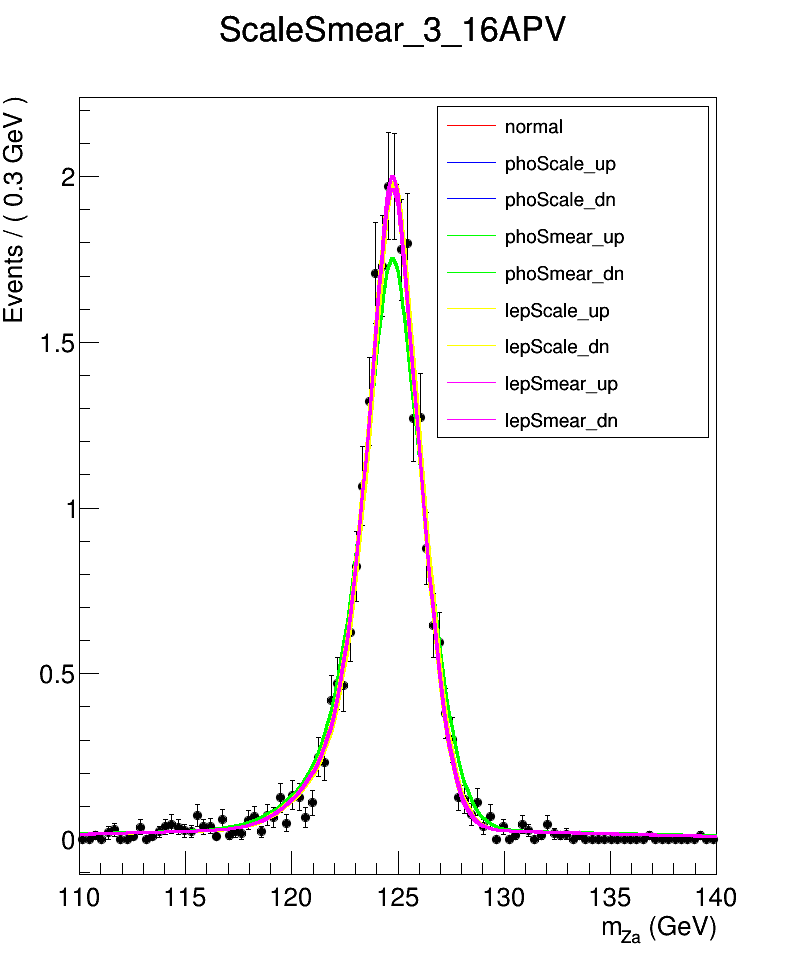 ScaleSmear_3_16APV
Events / ( 0.3 GeV )
normal
phoScale_up
phoScale_dn
phoSmear_up
phoSmear_dn
lepScale_up
lepScale_dn
lepSmear_up
lepSmear_dn
2
1.5
1
0.5
0
110 115 120 125 130 135 140
m_Za (GeV)